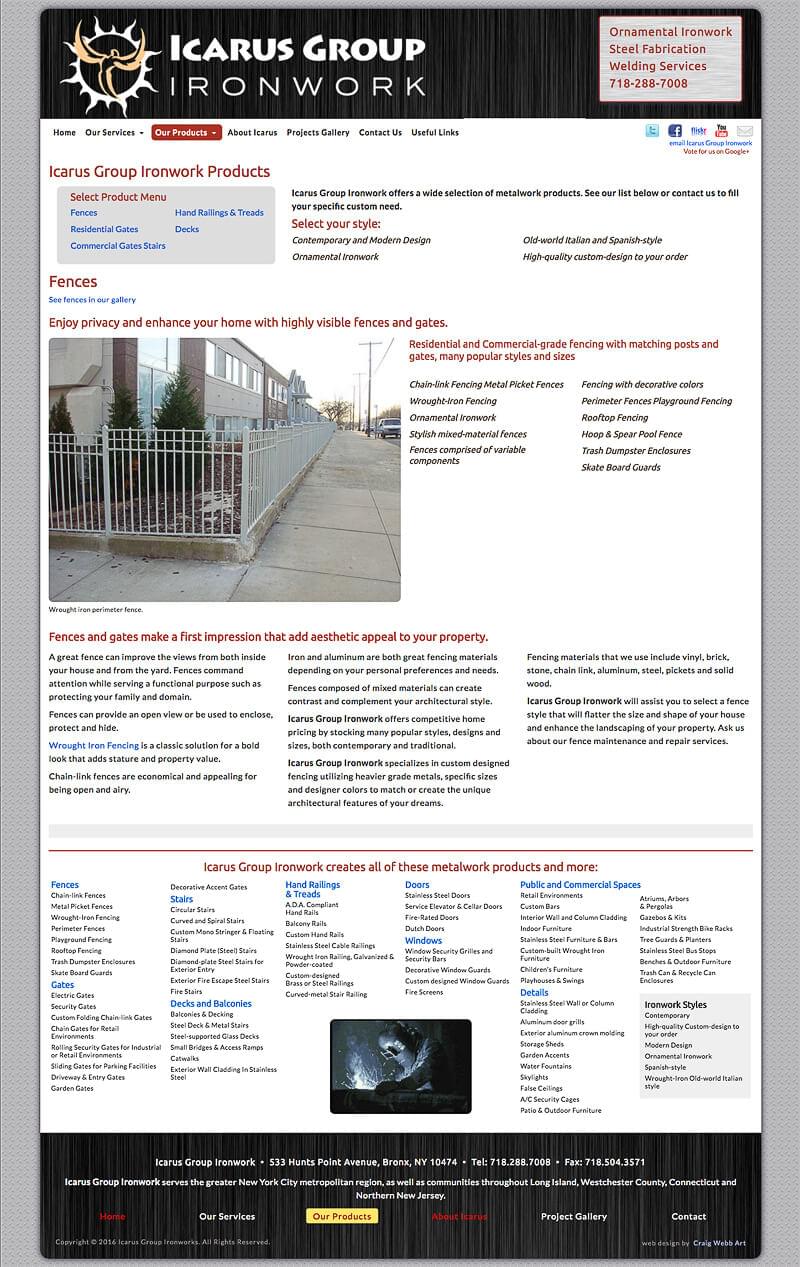 ICARUS GROUP
IRONWORK
Ornamental Ironwork
Steel Fabrication
Welding Services
718-288-7008
Home Our Services Our Products About Icarus Projects Gallery Contact Us Useful Links
flickr You Tube
email Icarus Group Ironwork
Vote for us on Google+
Icarus Group Ironwork Products
Select Product Menu
Fences
Residential Gates
Commercial Gates Stairs
Hand Railings & Treads
Decks
Icarus Group Ironwork offers a wide selection of metalwork products. See our list below or contact us to fill
your specific custom need.
Select your style:
Contemporary and Modern Design
Ornamental Ironwork
Old-world Italian and Spanish-style
High-quality custom-design to your order
Fences
See fences in our gallery
Enjoy privacy and enhance your home with highly visible fences and gates.
Residential and Commercial-grade fencing with matching posts and
gates, many popular styles and sizes
Chain-link Fencing Metal Picket Fences
Wrought-Iron Fencing
Ornamental Ironwork
Stylish mixed-material fences
Fences comprised of variable
components
Fencing with decorative colors
Perimeter Fences Playground Fencing
Rooftop Fencing
Hoop & Spear Pool Fence
Trash Dumpster Enclosures
Skate Board Guards
Wrought iron perimeter fence.
Fences and gates make a first impression that add aesthetic appeal to your property.
A great fence can improve the views from both inside
your house and from the yard. Fences command
attention while serving a functional purpose such as
protecting your family and domain.
Fences can provide an open view or be used to enclose,
protect and hide.
Wrought Iron Fencing is a classic solution for a bold
look that adds stature and property value.
Chain-link fences are economical and appealing for
being open and airy.
Iron and aluminum are both great fencing materials
depending on your personal preferences and needs.
Fences composed of mixed materials can create
contrast and complement your architectural style.
Icarus Group Ironwork offers competitive home
pricing by stocking many popular styles, designs and
sizes, both contemporary and traditional.
Icarus Group Ironwork specializes in custom designed
fencing utilizing heavier grade metals, specific sizes
and designer colors to match or create the unique
architectural features of your dreams.
Fencing materials that we use include vinyl, brick,
stone, chain link, aluminum, steel, pickets and solid
wood.
Icarus Group Ironwork will assist you to select a fence
style that will flatter the size and shape of your house
and enhance the landscaping of your property. Ask us
about our fence maintenance and repair services.
Icarus Group Ironwork creates all of these metalwork products and more:
Fences
Chain-link Fences
Metal Picket Fences
Wrought-Iron Fencing
Perimeter Fences
Playground Fencing
Rooftop Fencing
Trash Dumpster Enclosures
Skate Board Guards
Gates
Electric Gates
Security Gates
Custom Folding Chain-link Gates
Chain Gates for Retail
Environments
Rolling Security Gates for Industrial
or Retail Environments
Sliding Gates for Parking Facilities
Driveway & Entry Gates
Garden Gates
Decorative Accent Gates
Stairs
Circular Stairs
Curved and Spiral Stairs
Custom Mono Stringer & Floating
Stairs
Diamond Plate (Steel) Stairs
Diamond-plate Steel Stairs for
Exterior Entry
Exterior Fire Escape Steel Stairs
Fire Stairs
Decks and Balconies
Balconies & Decking
Steel Deck & Metal Stairs
Steel-supported Glass Decks
Small Bridges & Access Ramps
Catwalks
Exterior Wall Cladding In Stainless
Steel
Hand Railings
& Treads
A.D.A. Compliant
Hand Rails
Balcony Rails
Custom Hand Rails
Stainless Steel Cable Railings
Wrought Iron Railing, Galvanized &
Powder-coated
Custom-designed
Brass or Steel Railings
Curved-metal Stair Railing
Doors
Stainless Steel Doors
Service Elevator & Cellar Doors
Fire-Rated Doors
Dutch Doors
Windows
Window Security Grilles and
Security Bars
Decorative Window Guards
Custom designed Window Guards
Fire Screens
Public and Commercial Spaces
Retail Environments
Custom Bars
Interior Wall and Column Cladding
Indoor Furniture
Stainless Steel Furniture & Bars
Custom-built Wrought Iron
Furniture
Children's Furniture
Playhouses & Swings
Details
Stainless Steel Wall or Column
Cladding
Aluminum door grills
Exterior aluminum crown molding
Storage Sheds
Garden Accents
Water Fountains
Skylights
False Ceilings
A/C Security Cages
Patio & Outdoor Furniture
Atriums, Arbors
& Pergolas
Gazebos & Kits
Industrial Strength Bike Racks
Tree Guards & Planters
Stainless Steel Bus Stops
Benches & Outdoor Furniture
Trash Can & Recycle Can
Enclosures
Ironwork Styles
Contemporary
High-quality Custom-design to
your order
Modern Design
Ornamental Ironwork
Spanish-style
Wrought-Iron Old-world Italian
style
Icarus Group Ironwork • 533 Hunts Point Avenue, Bronx, NY 10474 • Tel: 718.288.7008 • Fax: 718.504.3571
Icarus Group Ironwork serves the greater New York City metropolitan region, as well as communities throughout Long Island, Westchester County, Connecticut and
Northern New Jersey.
Home Our Services Our Products About Icarus Project Gallery Contact
Copyright © 2016 Icarus Group Ironworks. All Rights Reserved.
web design by Craig Webb Art